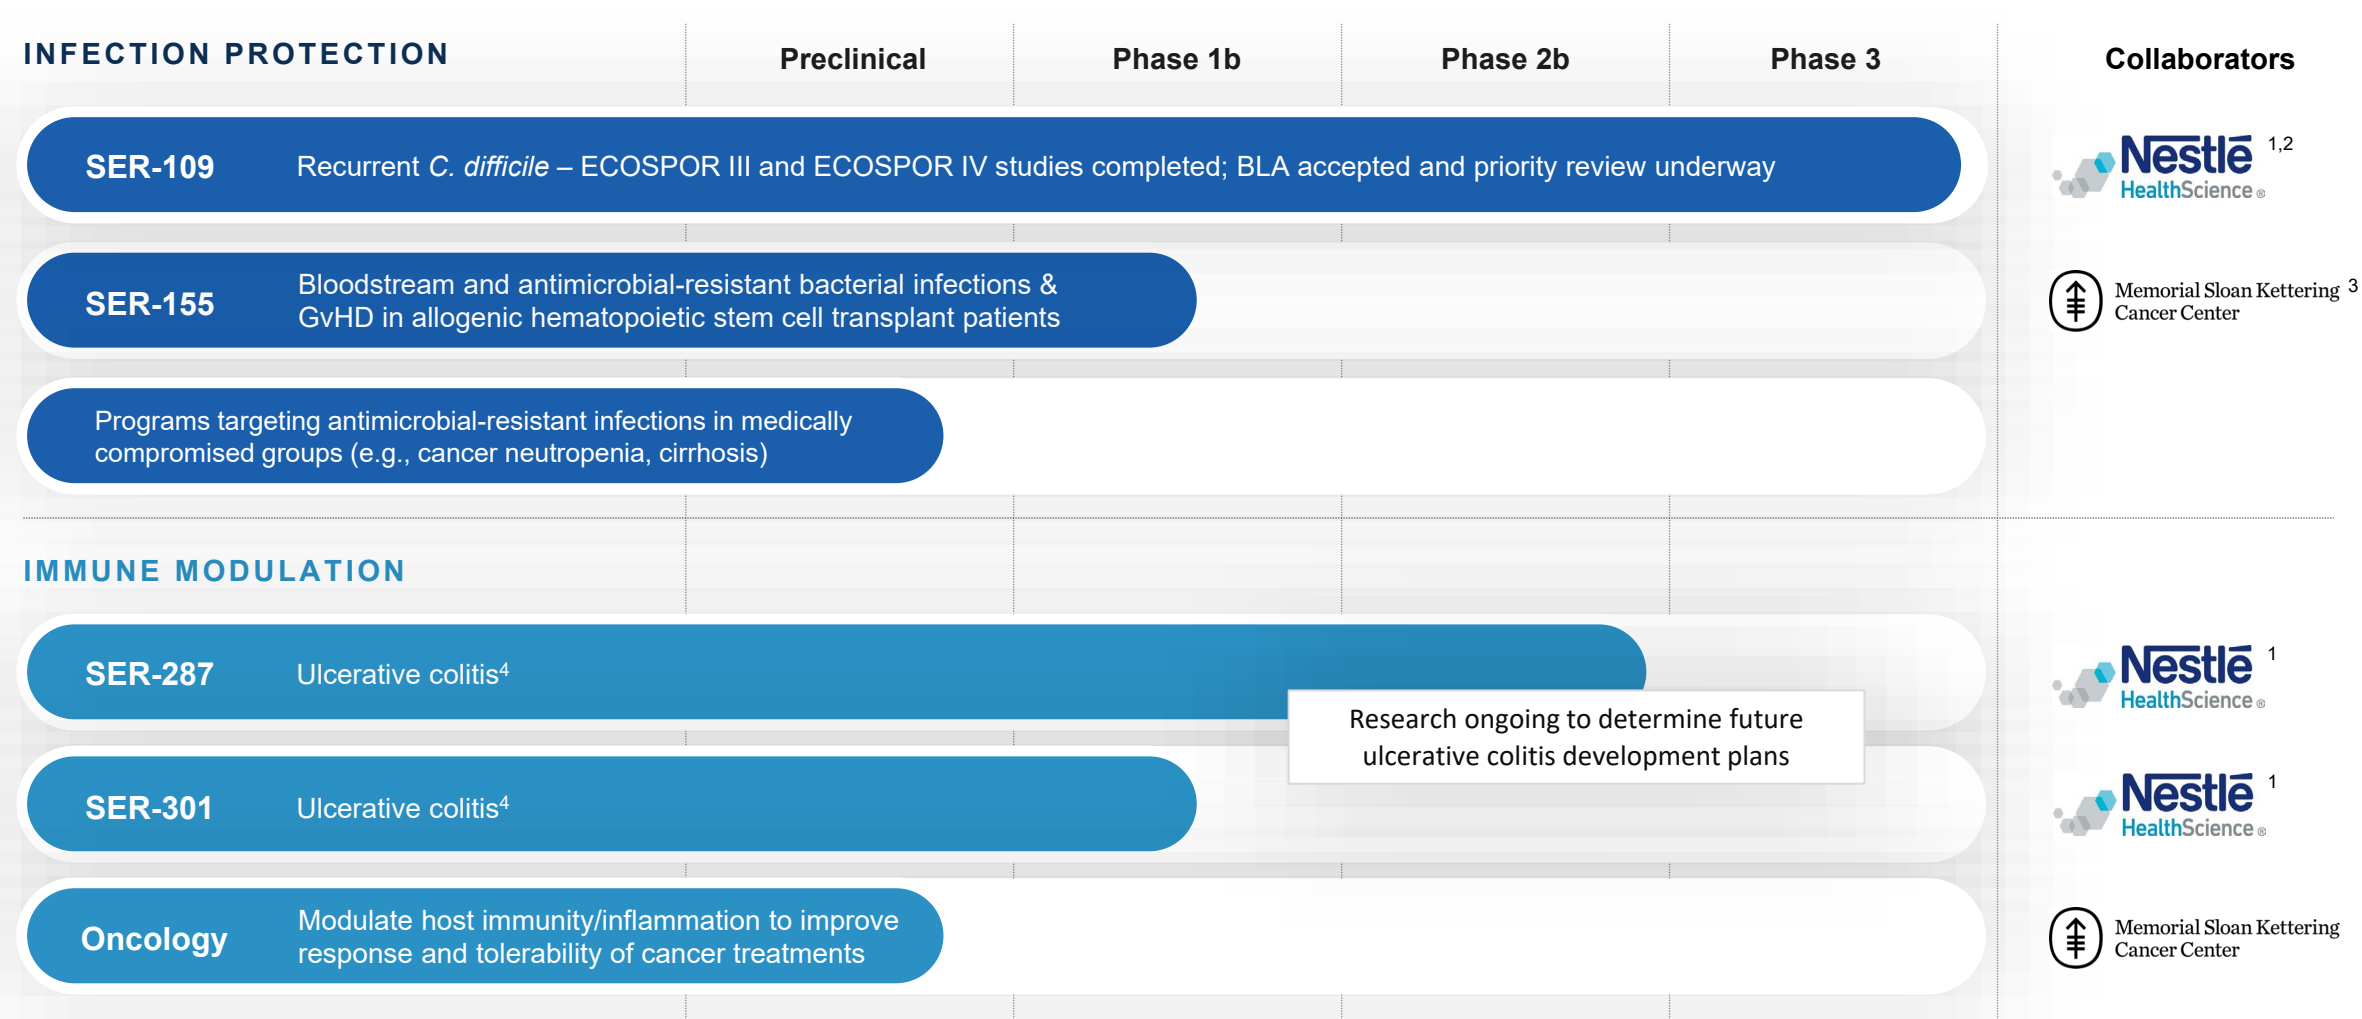 INFECTION PROTECTION
Preclinical
Phase 1b
Phase 2b
Phase 3
Collaborators
SER-109
Recurrent C. difficile – ECOSPOR III and ECOSPOR IV studies completed; BLA accepted and priority review underway
Nestlē 1,2
HealthScience ®
SER-155
Bloodstream and antimicrobial-resistant bacterial infections &
GvHD in allogenic hematopoietic stem cell transplant patients
Memorial Sloan Kettering 3
Cancer Center
Programs targeting antimicrobial-resistant infections in medically
compromised groups (e.g., cancer neutropenia, cirrhosis)
IMMUNE MODULATION
SER-287
Ulcerative colitis4
Nestlē 1
HealthScience ®
Research ongoing to determine future
ulcerative colitis development plans
SER-301
Ulcerative colitis4
Nestlē 1
HealthScience ®
Oncology
Modulate host immunity/inflammation to improve
response and tolerability of cancer treatments
Memorial Sloan Kettering
Cancer Center